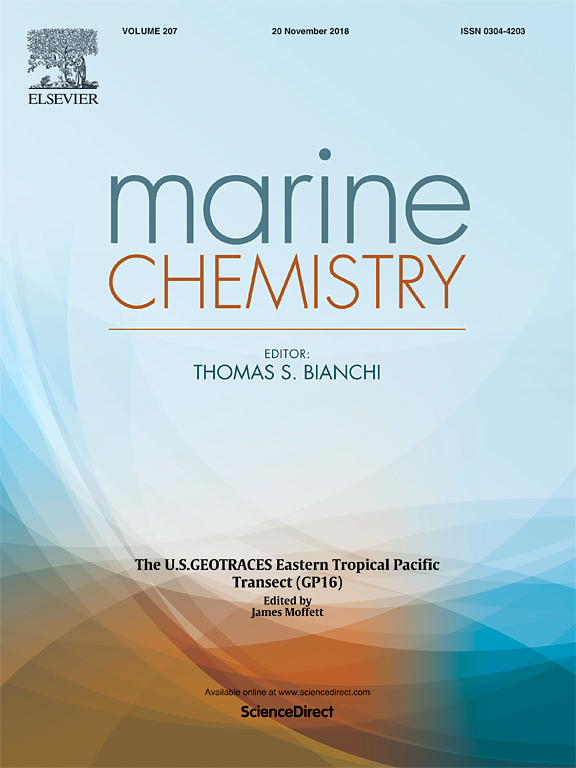 VOLUME 207
20 November 2018
ISSN 0304-4203
ELSEVIER
marine
CHEMISTRY
EDITOR:
THOMAS S. BIANCHI
The U.S.GEOTRACES Eastern Tropical Pacific
Transect (GP16)
Edited by
James Moffett
Available online at www.sciencedirect.com
ScienceDirect